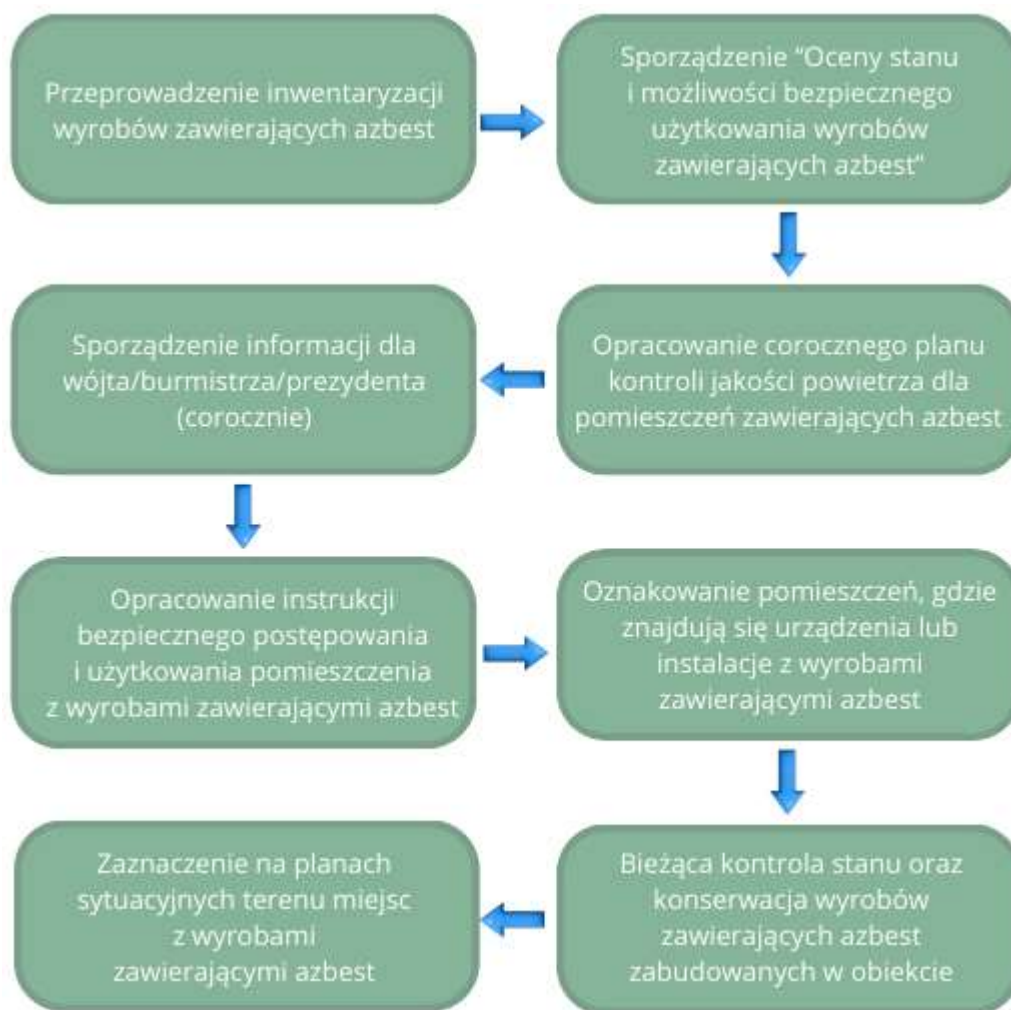 Przeprowadzenie inwentaryzacji
wyrobów zawierających azbest
Sporządzenie “Oceny stanu
i możliwości bezpiecznego
użytkowania wyrobów
zawierających azbest“
Opracowanie corocznego planu
kontroli jakości powietrza dla
pomieszczeń zawierających azbest
Sporządzenie informacji dla
wójta/burmistrza/prezydenta
(corocznie)
Opracowanie instrukcji
bezpiecznego postępowania
i użytkowania pomieszczenia
z wyrobami zawierającymi azbest
Oznakowanie pomieszczeń, gdzie
znajdują się urządzenia lub
instalacje z wyrobami
zawierającymi azbest
Bieżąca kontrola stanu oraz
konserwacja wyrobów
zawierających azbest
zabudowanych w obiekcie
Zaznaczenie na planach
sytuacyjnych terenu miejsc
z wyrobami
zawierającymi azbest